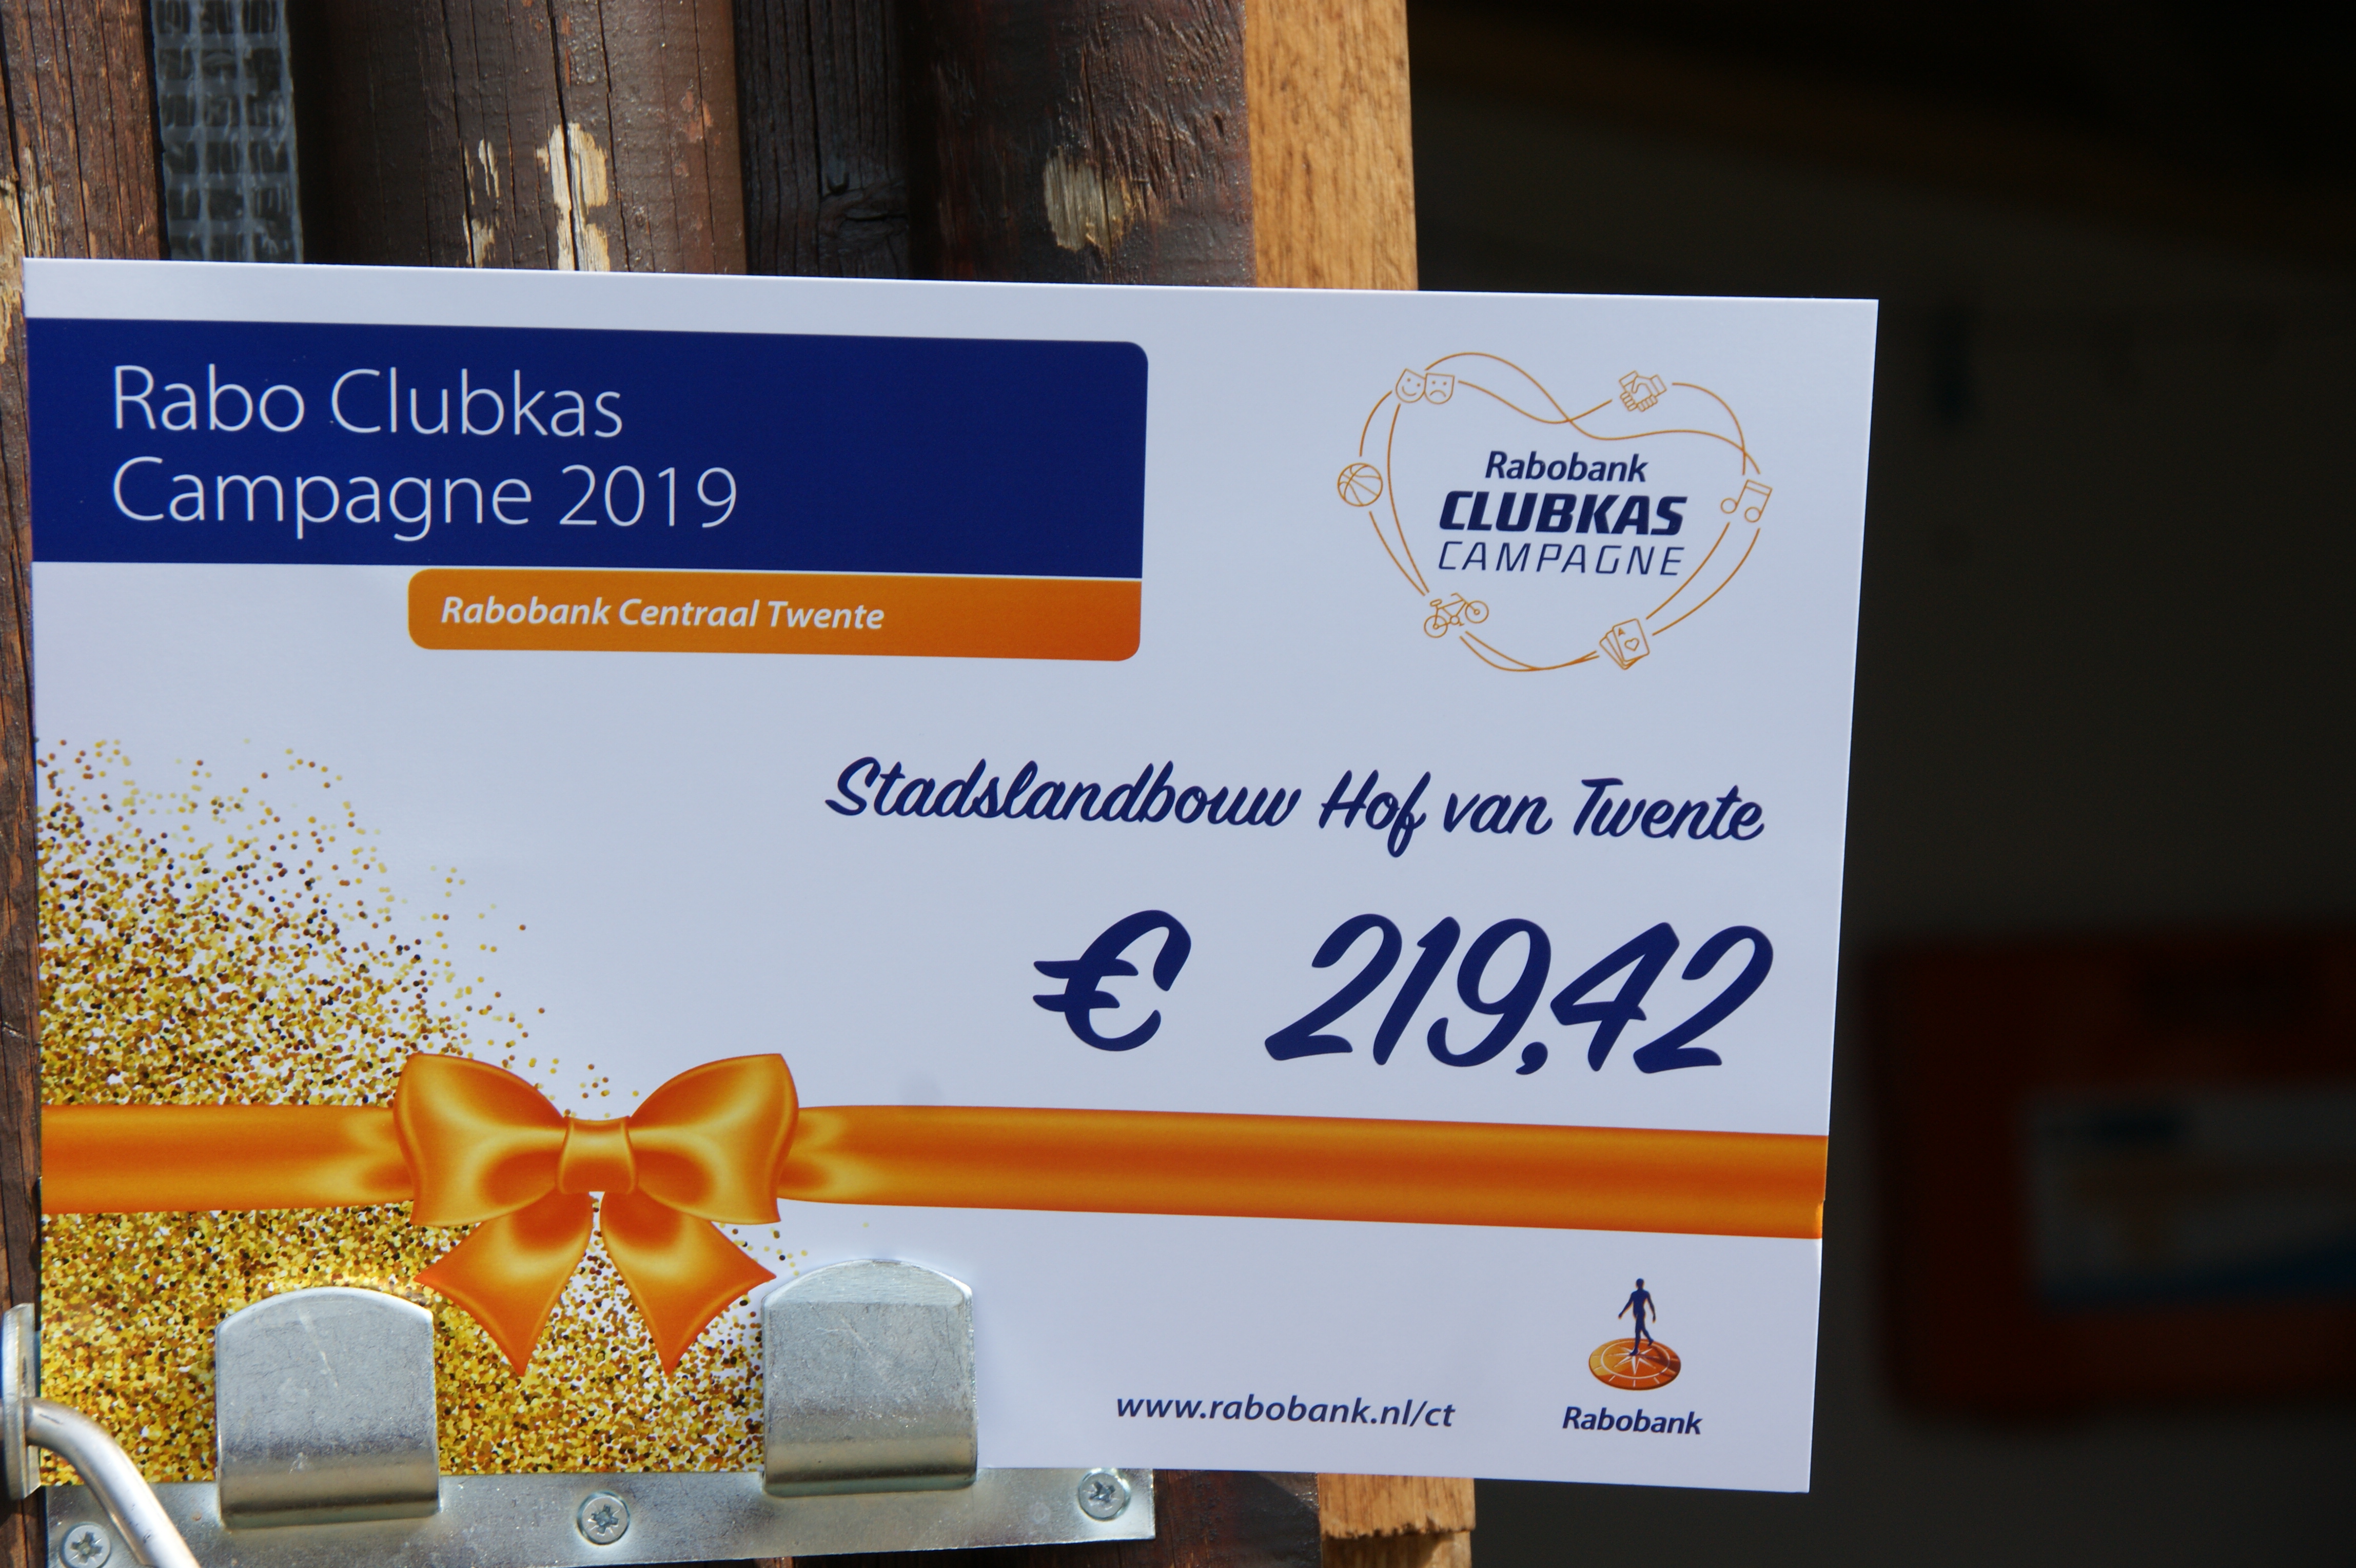 Rabo Clubkas
Campagne 2019
Rabobank Centraal Twente
Rabobank
CLUBKAS
CAMPAGNE
Stadslandbouw Hof van Twente
€ 219,42
www.rabobank.nl/ct
Rabobank